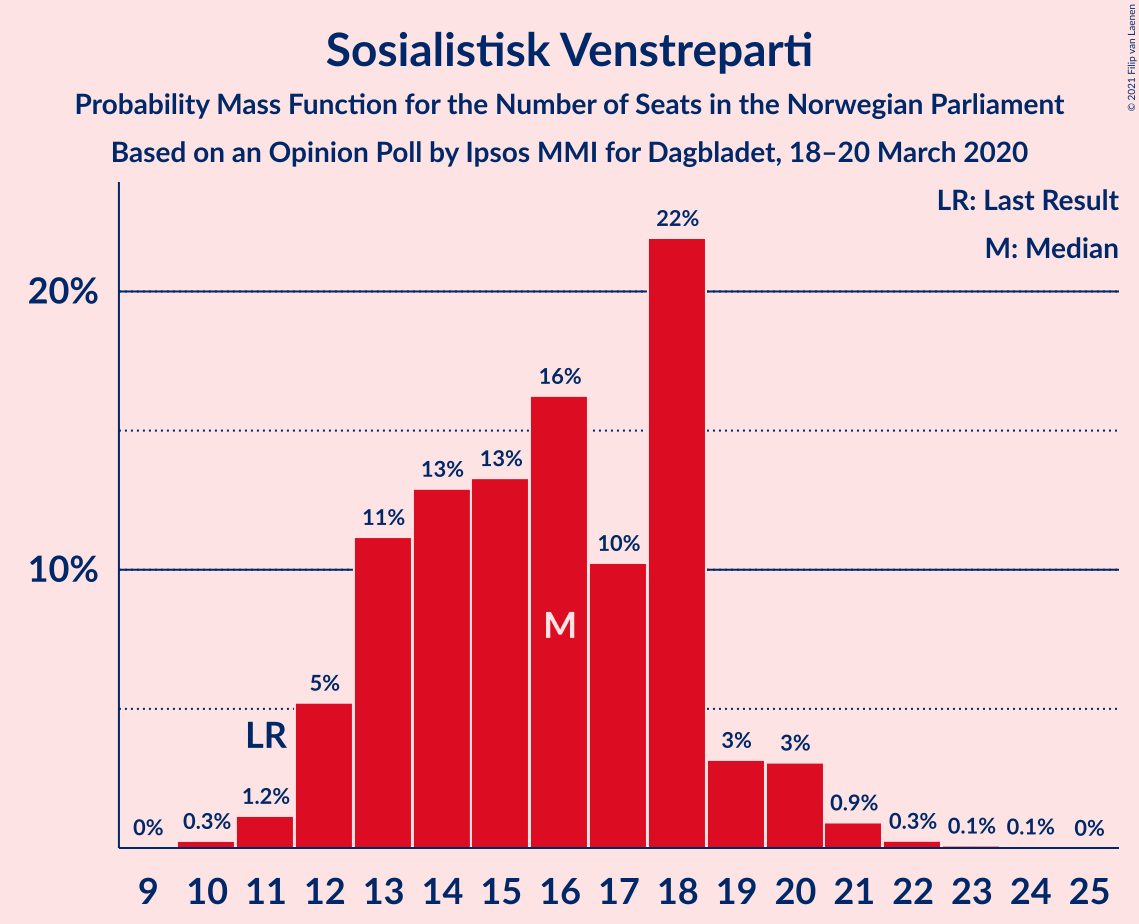 Sosialistisk Venstreparti
Probability Mass Function for the Number of Seats in the Norwegian Parliament
Based on an Opinion Poll by Ipsos MMI for Dagbladet, 18–20 March 2020
© 2021 Filip van Laenen
LR: Last Result
M: Median
20%
10%
0% 0.3% 1.2% 5% 11% 13% 13% 16% 10% 22% 3% 3% 0.9% 0.3% 0.1% 0.1% 0%
LR
M
9 10 11 12 13 14 15 16 17 18 19 20 21 22 23 24 25